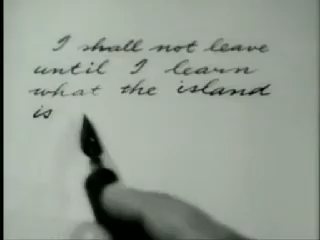 I shall not leave
until I learn
what the island
is